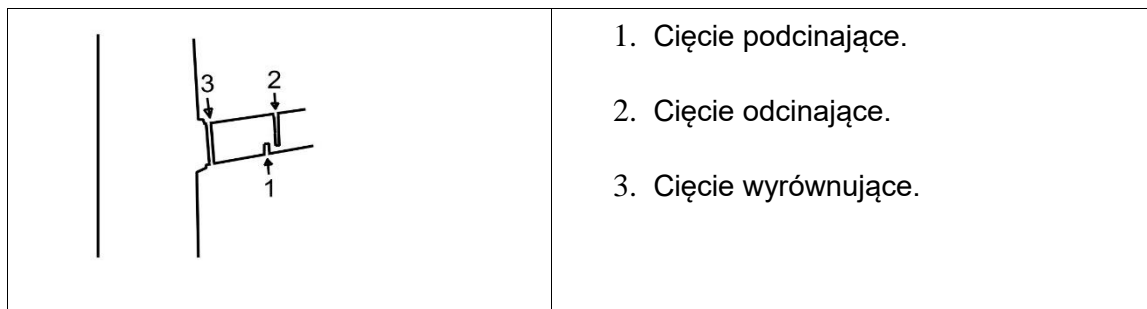 3
2
1
1. Cięcie podcinające.
2. Cięcie odcinające.
3. Cięcie wyrównujące.